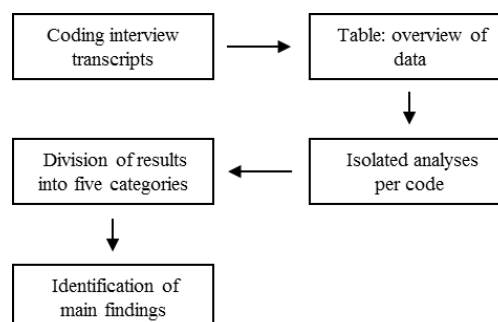 Coding interview
transcripts
Table: overview of
data
Isolated analyses
per code
Division of results
into five categories
Identification of
main findings